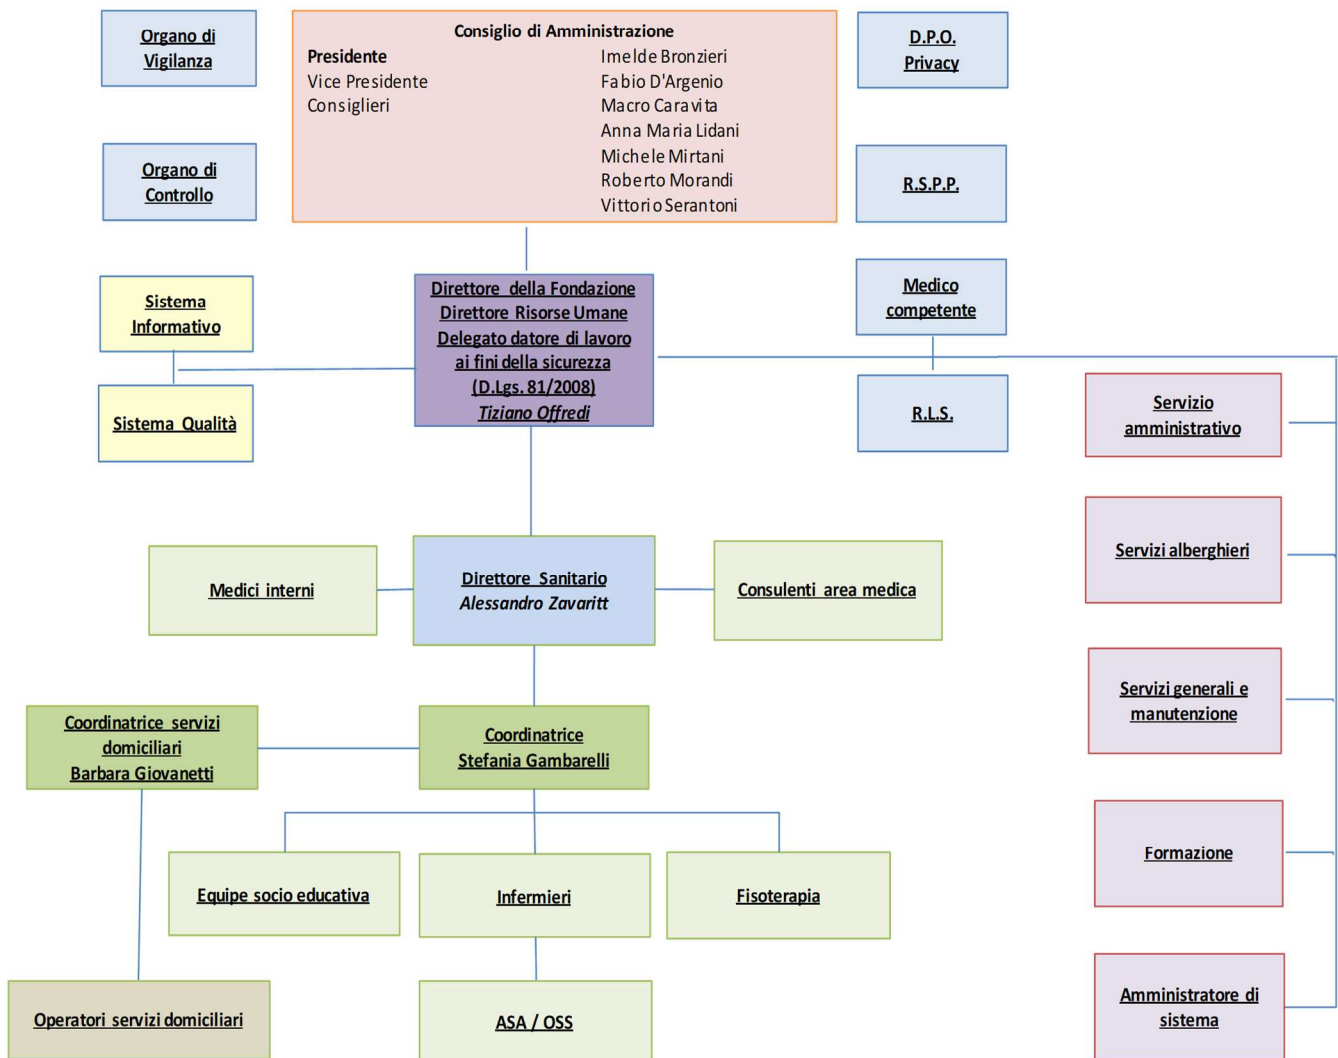 Organo di
Vigilanza
Consiglio di Amministrazione
Presidente Imelde Bronzieri
Vice Presidente Fabio D'Argenio
Consiglieri Macro Caravita
Anna Maria Lidani
Michele Mirtani
Roberto Morandi
Vittorio Serantoni
D.P.O.
Privacy
Organo di
Controllo
R.S.P.P.
Sistema
Informativo
Direttore della Fondazione
Direttore Risorse Umane
Delegato datore di lavoro
ai fini della sicurezza
(D.Lgs. 81/2008)
Tiziano Offredi
Medico
competente
Sistema Qualità
R.L.S.
Servizio
amministrativo
Servizi alberghieri
Medici interni
Direttore Sanitario
Alessandro Zavaritt
Consulenti area medica
Servizi generali e
manutenzione
Coordinatrice servizi
domiciliari
Barbara Giovanetti
Coordinatrice
Stefania Gambarelli
Formazione
Equipe socio educativa
Infermieri
Fisoterapia
Operatori servizi domiciliari
ASA / OSS
Amministratore di
sistema